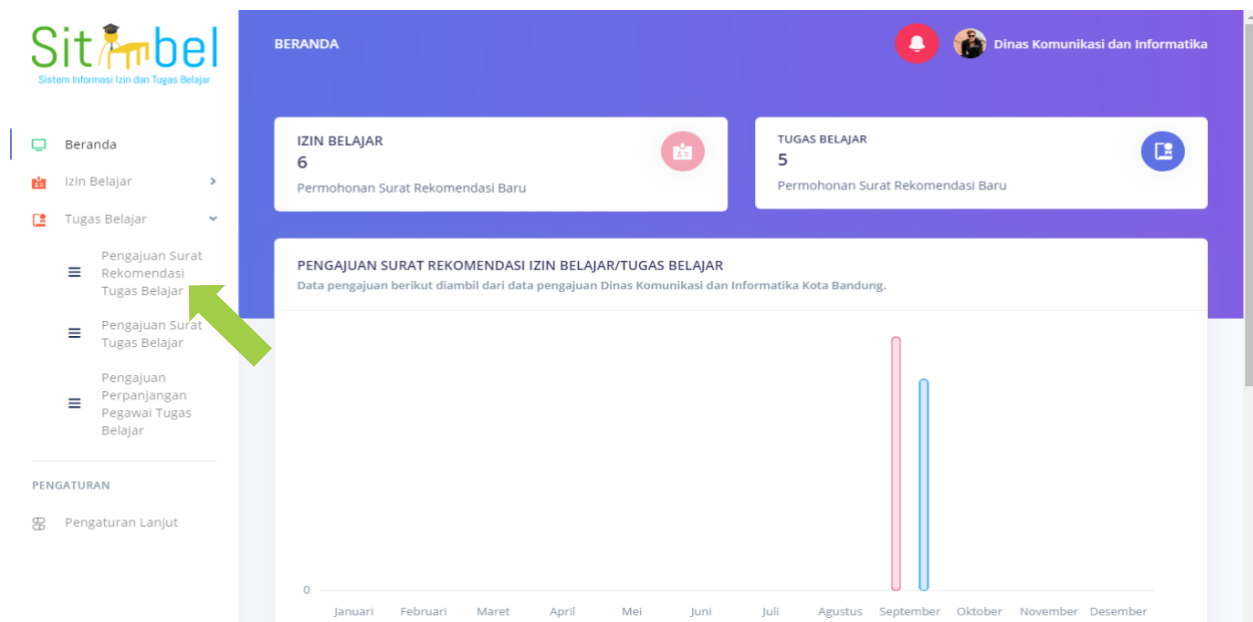 Sitimbel
Sistem Informasi Izin dan Tugas Belajar
Beranda
Izin Belajar
Tugas Belajar
Pengajuan Surat
Rekomendasi
Tugas Belajar
Pengajuan Surat
Tugas Belajar
Pengajuan
Perpanjangan
Pegawai Tugas
Belajar
PENGATURAN
Pengaturan Lanjut
BERANDA
Dinas Komunikasi dan Informatika
IZIN BELAJAR
6
Permohonan Surat Rekomendasi Baru
TUGAS BELAJAR
5
Permohonan Surat Rekomendasi Baru
PENGAJUAN SURAT REKOMENDASI IZIN BELAJAR/TUGAS BELAJAR
Data pengajuan berikut diambil dari data pengajuan Dinas Komunikasi dan Informatika Kota Bandung.
0
Januari Februari Maret April Mei Juni Juli Agustus September Oktober November Desember